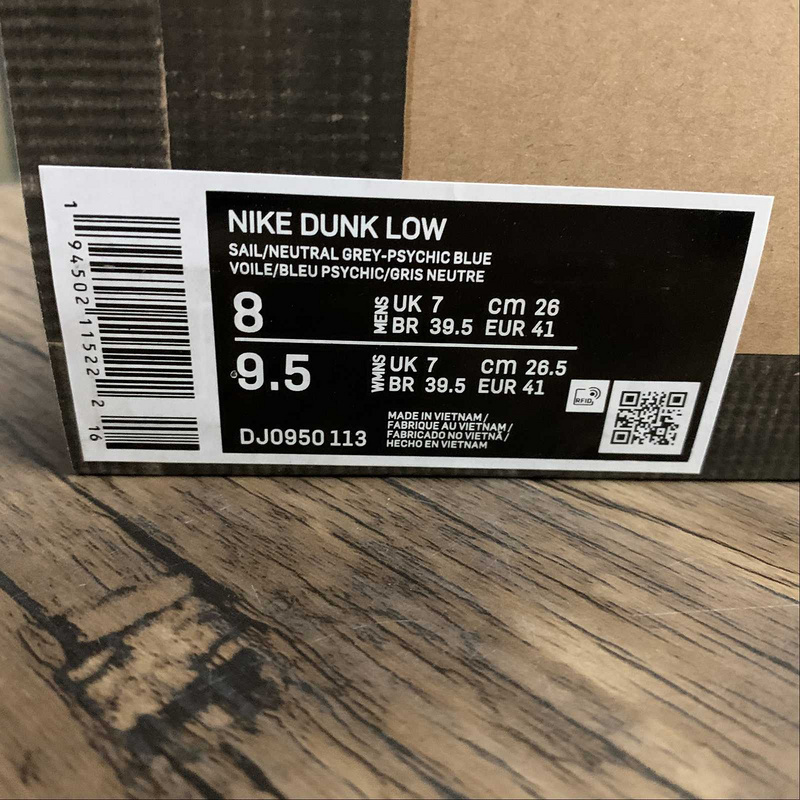 NIKE DUNK LOW
SAIL/NEUTRAL GREY-PSYCHIC BLUE
VOILE/BLEU PSYCHIC/GRIS NEUTRE
8 MENS UK 7 cm 26
BR 39.5 EUR 41
9.5 WMNS UK 7 cm 26.5
BR 39.5 EUR 41
RFID
DJ0950 113
MADE IN VIETNAM/
FABRIQUE AU VIETNAM/
FABRICADO NO VIETNÃ/
HECHO EN VIETNAM
1 94502 11522 2 16